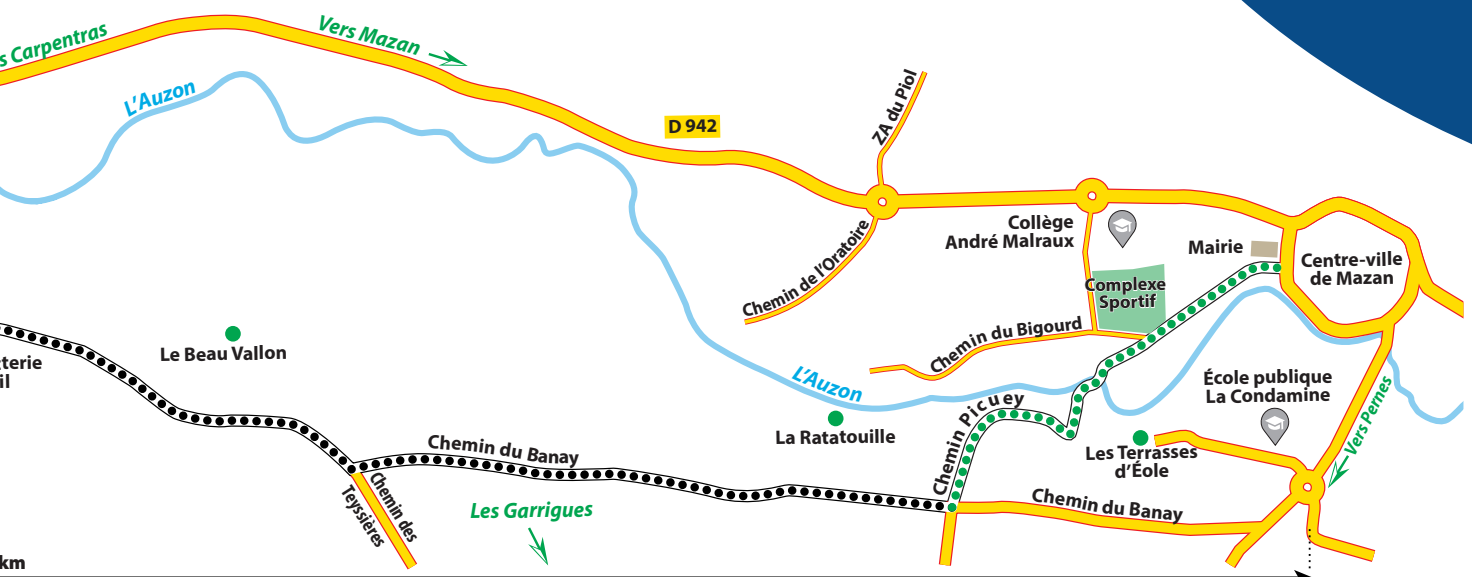 s Carpentras
Vers Mazan
L'Auzon
D 942
ZA du Piol
Chemin de l'Oratoire
Collège
André Malraux
Mairie
Centre-ville
de Mazan
Complexe
Sportif
Chemin du Bigourd
L'Auzon
Le Beau Vallon
tterie
il
La Ratatouille
Chemin Picuey
École publique
La Condamine
Vers Pernes
Les Terrasses
d'Éole
Chemin du Banay
Chemin des
Teyssières
Les Garrigues
Chemin du Banay
km